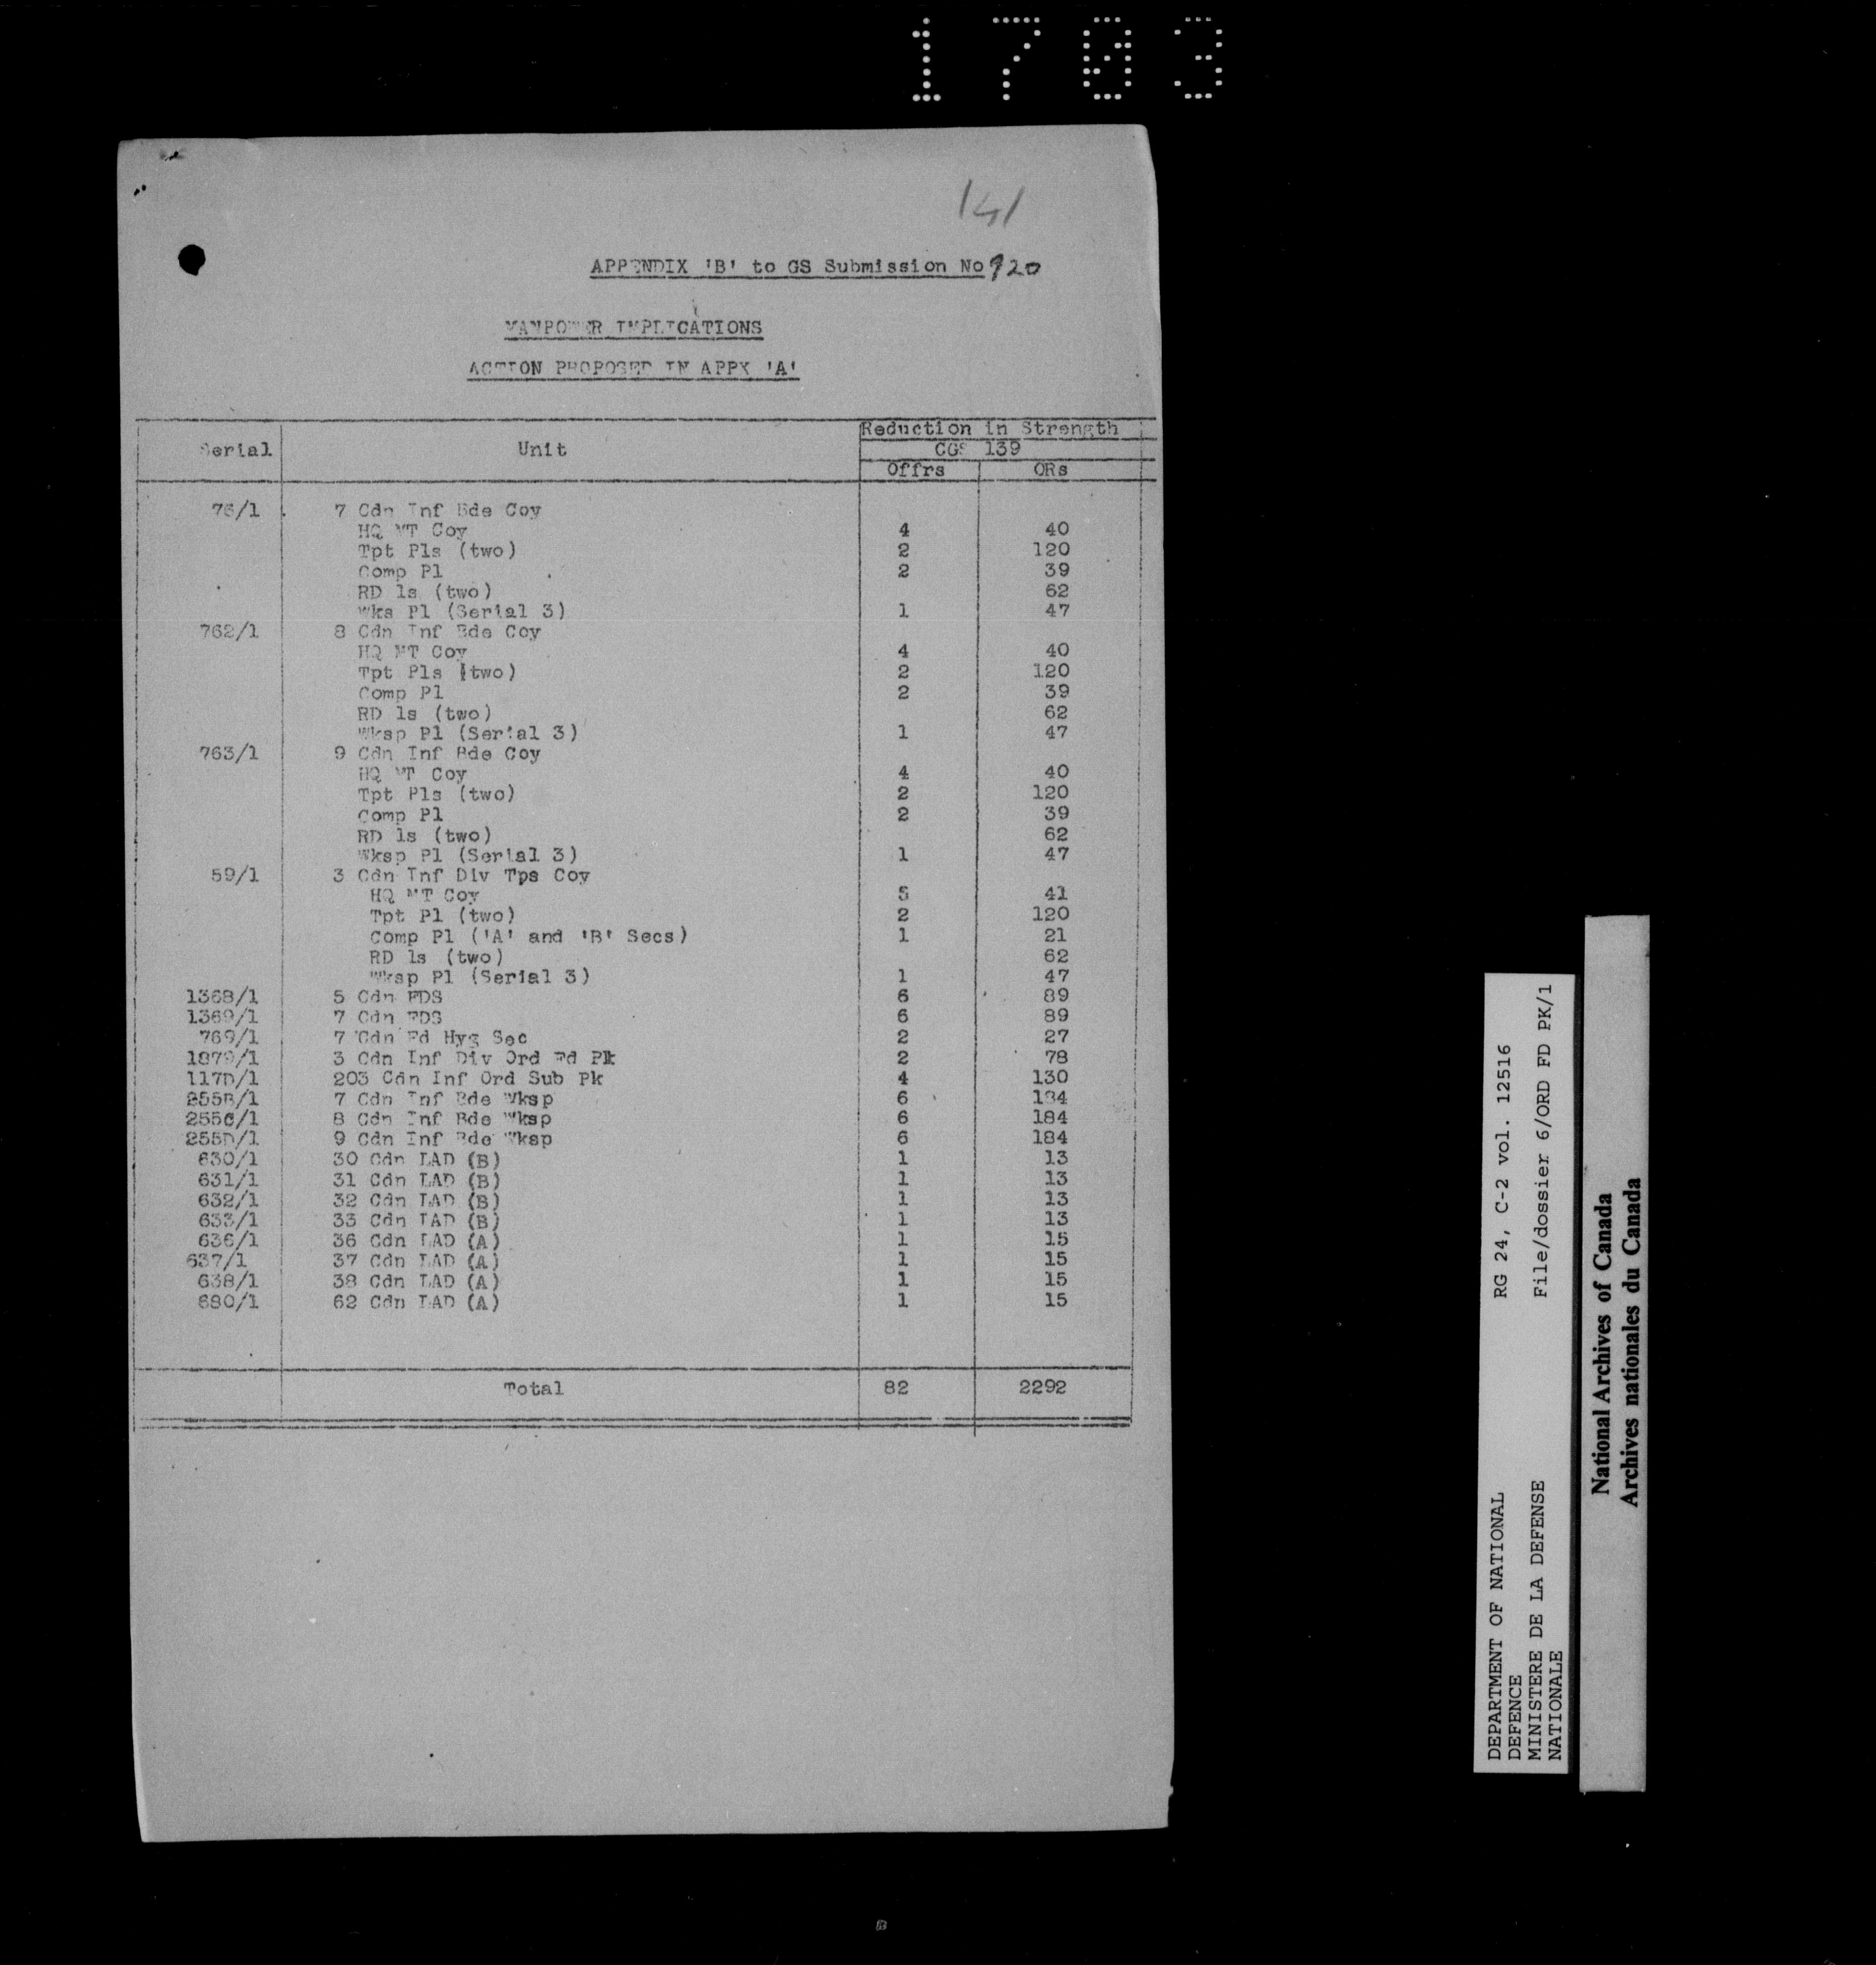 1703
141
APPENDIX 'B' to GS Submission No 920
MANPOWER IMPLICATIONS
ACTION PROPOSED IN APPX 'A'
Serial Unit Reduction in Strength
CGS 139
Offrs ORs
76/1 7 Cdn Inf Bde Coy
HQ MT Coy 4 40
Tpt Pls (two) 2 120
Comp Pl 2 39
RD ls (two) 62
Wks Pl (Serial 3) 1 47
762/1 8 Cdn Inf Bde Coy
HQ MT Coy 4 40
Tpt Pls (two) 2 120
Comp Pl 2 39
RD ls (two) 62
Wksp Pl (Serial 3) 1 47
763/1 9 Cdn Inf Bde Coy
HQ MT Coy 4 40
Tpt Pls (two) 2 120
Comp Pl 2 39
RD ls (two) 62
Wksp Pl (Serial 3) 1 47
59/1 3 Cdn Inf Div Tps Coy
HQ MT Coy 5 41
Tpt Pl (two) 2 120
Comp Pl ('A' and 'B' Secs) 1 21
RD ls (two) 62
Wksp Pl (Serial 3) 1 47
1368/1 5 Cdn FDS 6 89
1369/1 7 Cdn FDS 6 89
769/1 7 Cdn Fd Hyg Sec 2 27
1879/1 3 Cdn Inf Div Ord Fd Pk 2 78
117D/1 203 Cdn Inf Ord Sub Pk 4 130
255B/1 7 Cdn Inf Bde Wksp 6 184
255C/1 8 Cdn Inf Bde Wksp 6 184
255D/1 9 Cdn Inf Bde Wksp 6 184
630/1 30 Cdn LAD (B) 1 13
631/1 31 Cdn LAD (B) 1 13
632/1 32 Cdn LAD (B) 1 13
633/1 33 Cdn LAD (B) 1 13
636/1 36 Cdn LAD (A) 1 15
637/1 37 Cdn LAD (A) 1 15
638/1 38 Cdn LAD (A) 1 15
680/1 62 Cdn LAD (A) 1 15
Total 82 2292
DEPARTMENT OF NATIONAL RG 24, C-2 vol. 12516
DEFENCE
MINISTERE DE LA DEFENSE File/dossier 6/ORD FD PK/1
NATIONALE
National Archives of Canada
Archives nationales du Canada